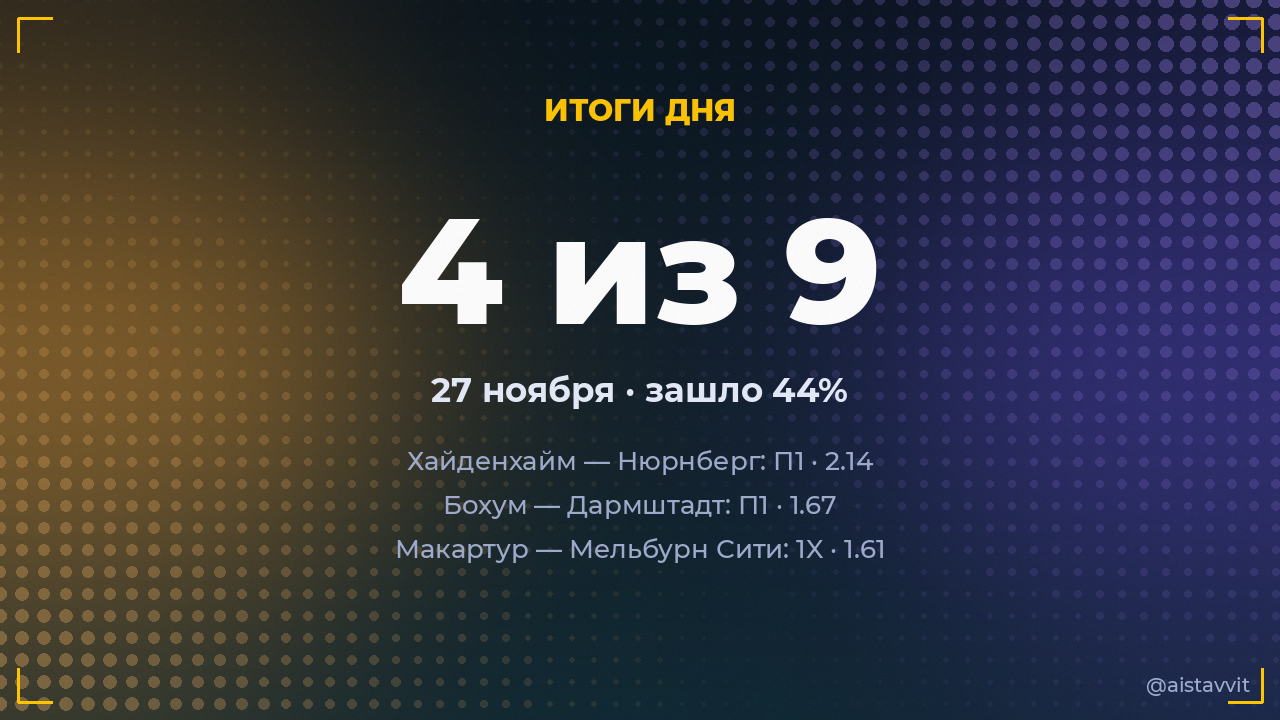 ИТОГИ ДНЯ
4 из 9
27 ноября · зашло 44%
Хайденхайм — Нюрнберг: П1 · 2.14
Бохум — Дармштадт: П1 · 1.67
Макартур — Мельбурн Сити: 1X · 1.61
@aistavvit